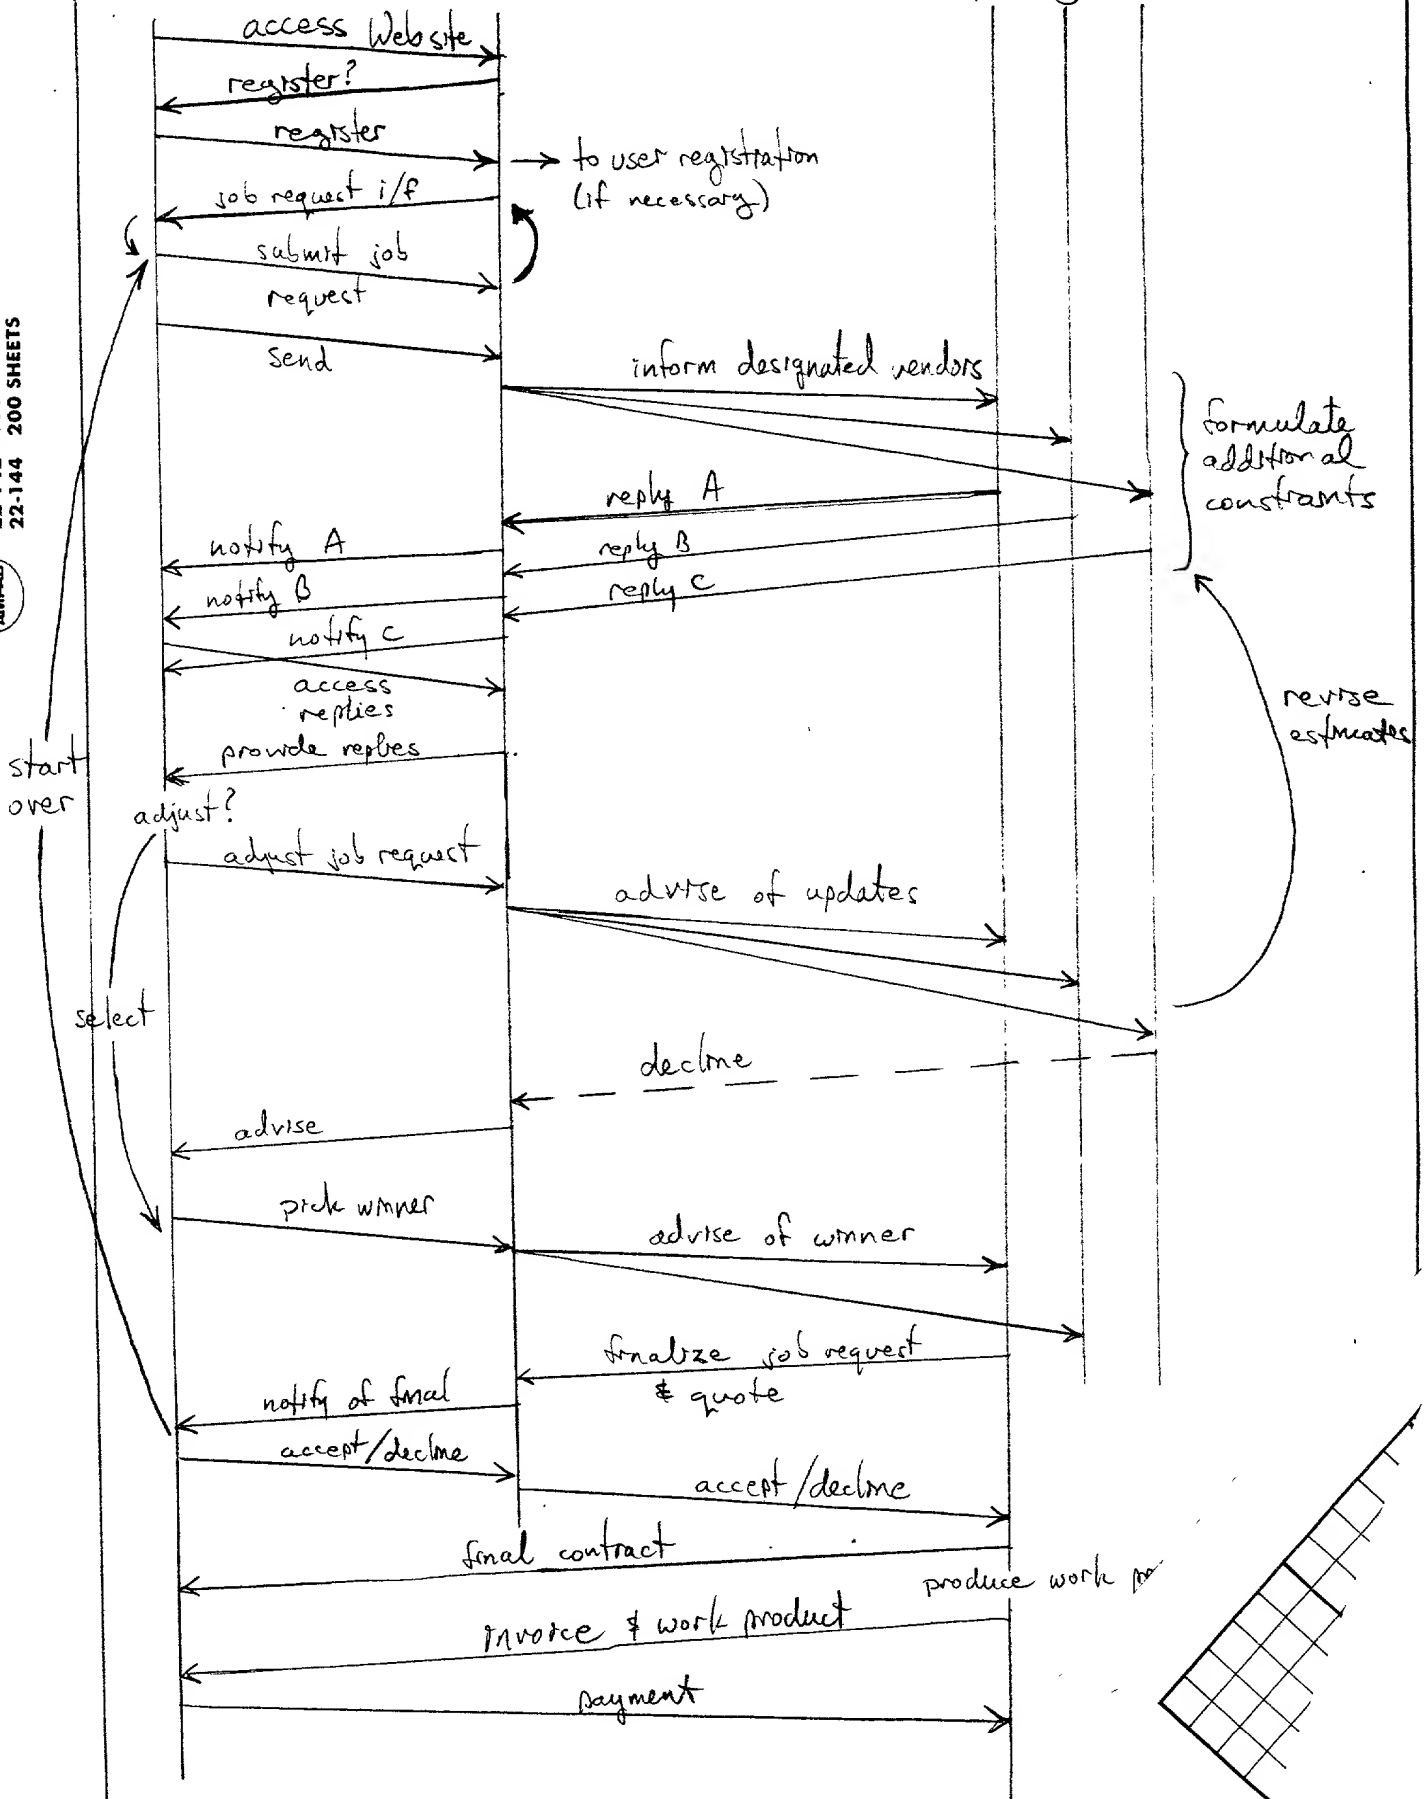 access Website
register?
register
to user registration
(if necessary)
job request i/f
submit job
request
send
inform designated vendors
formulate
additional
constraints
reply A
notify A
reply B
notify B
reply C
notify C
access
replies
provide replies
revise
estimates
start
over
adjust?
adjust job request
advise of updates
select
decline
advise
pick winner
advise of winner
finalize job request
& quote
notify of final
accept/decline
accept/decline
final contract
produce work
invoice & work product
payment
22-144 200 SHEETS